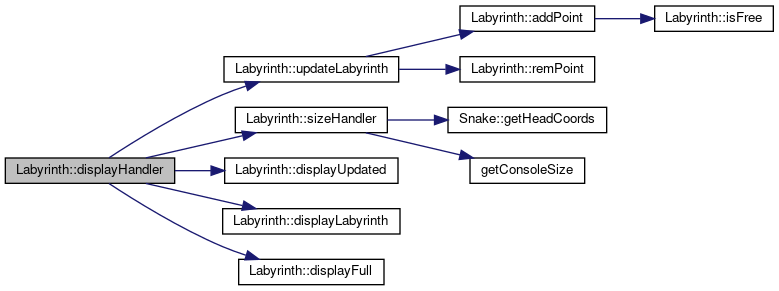 Labyrinth::addPoint
Labyrinth::isFree
Labyrinth::updateLabyrinth
Labyrinth::remPoint
Labyrinth::sizeHandler
Snake::getHeadCoords
Labyrinth::displayHandler
Labyrinth::displayUpdated
getConsoleSize
Labyrinth::displayLabyrinth
Labyrinth::displayFull